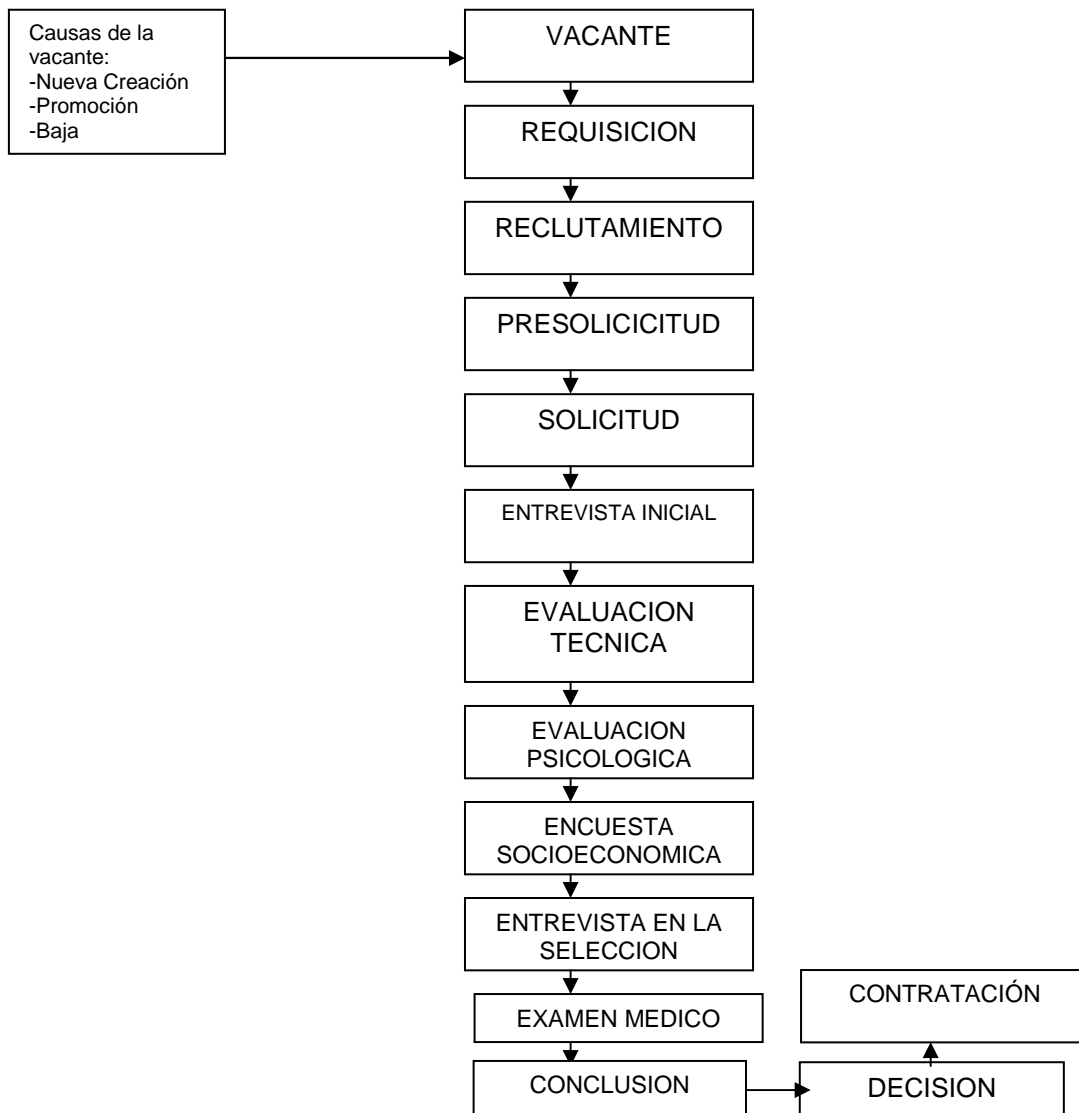 Causas de la
vacante:
-Nueva Creación
-Promoción
-Baja
VACANTE
REQUISICION
RECLUTAMIENTO
PRESOLICICITUD
SOLICITUD
ENTREVISTA INICIAL
EVALUACION
TECNICA
EVALUACION
PSICOLOGICA
ENCUESTA
SOCIOECONOMICA
ENTREVISTA EN LA
SELECCION
EXAMEN MEDICO
CONCLUSION
DECISION
CONTRATACIÓN